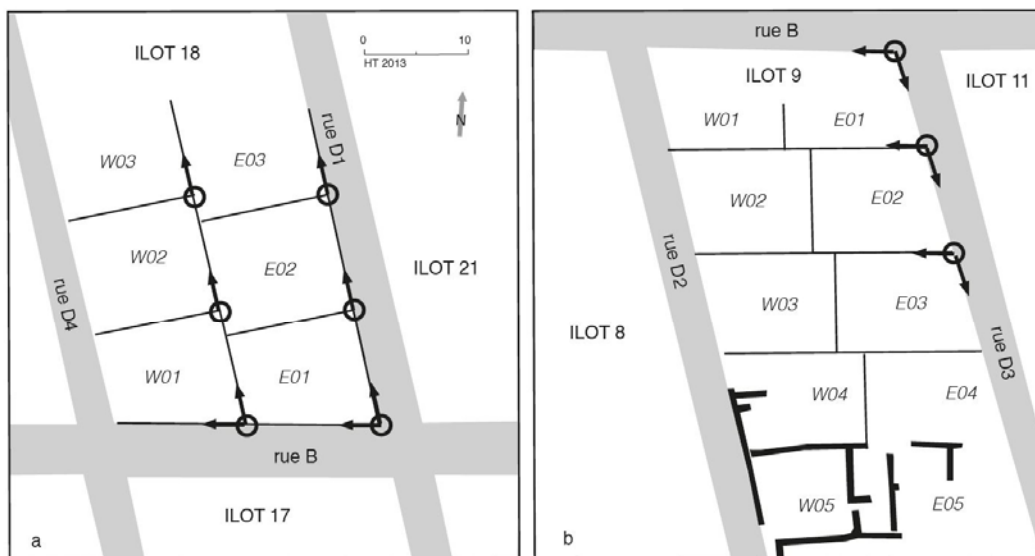 ILOT 18
0 10
HT 2013
N
rue D1
W03
E03
W02
E02
ILOT 21
rue D4
W01
E01
rue B
ILOT 17
a
rue B
ILOT 9
ILOT 11
W01
E01
W02
E02
rue D2
W03
E03
ILOT 8
rue D3
W04
E04
W05
E05
b